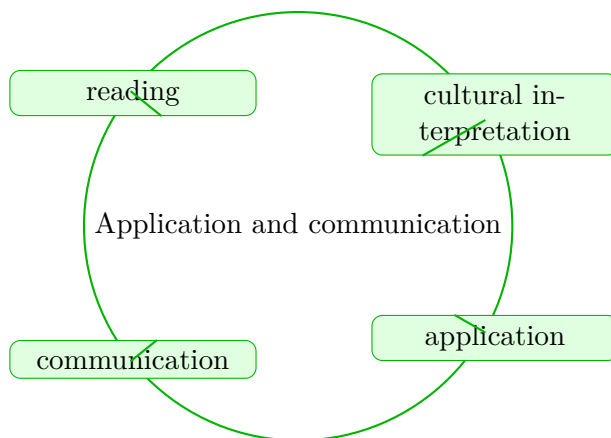 reading
cultural in-
terpretation
Application and communication
application
communication